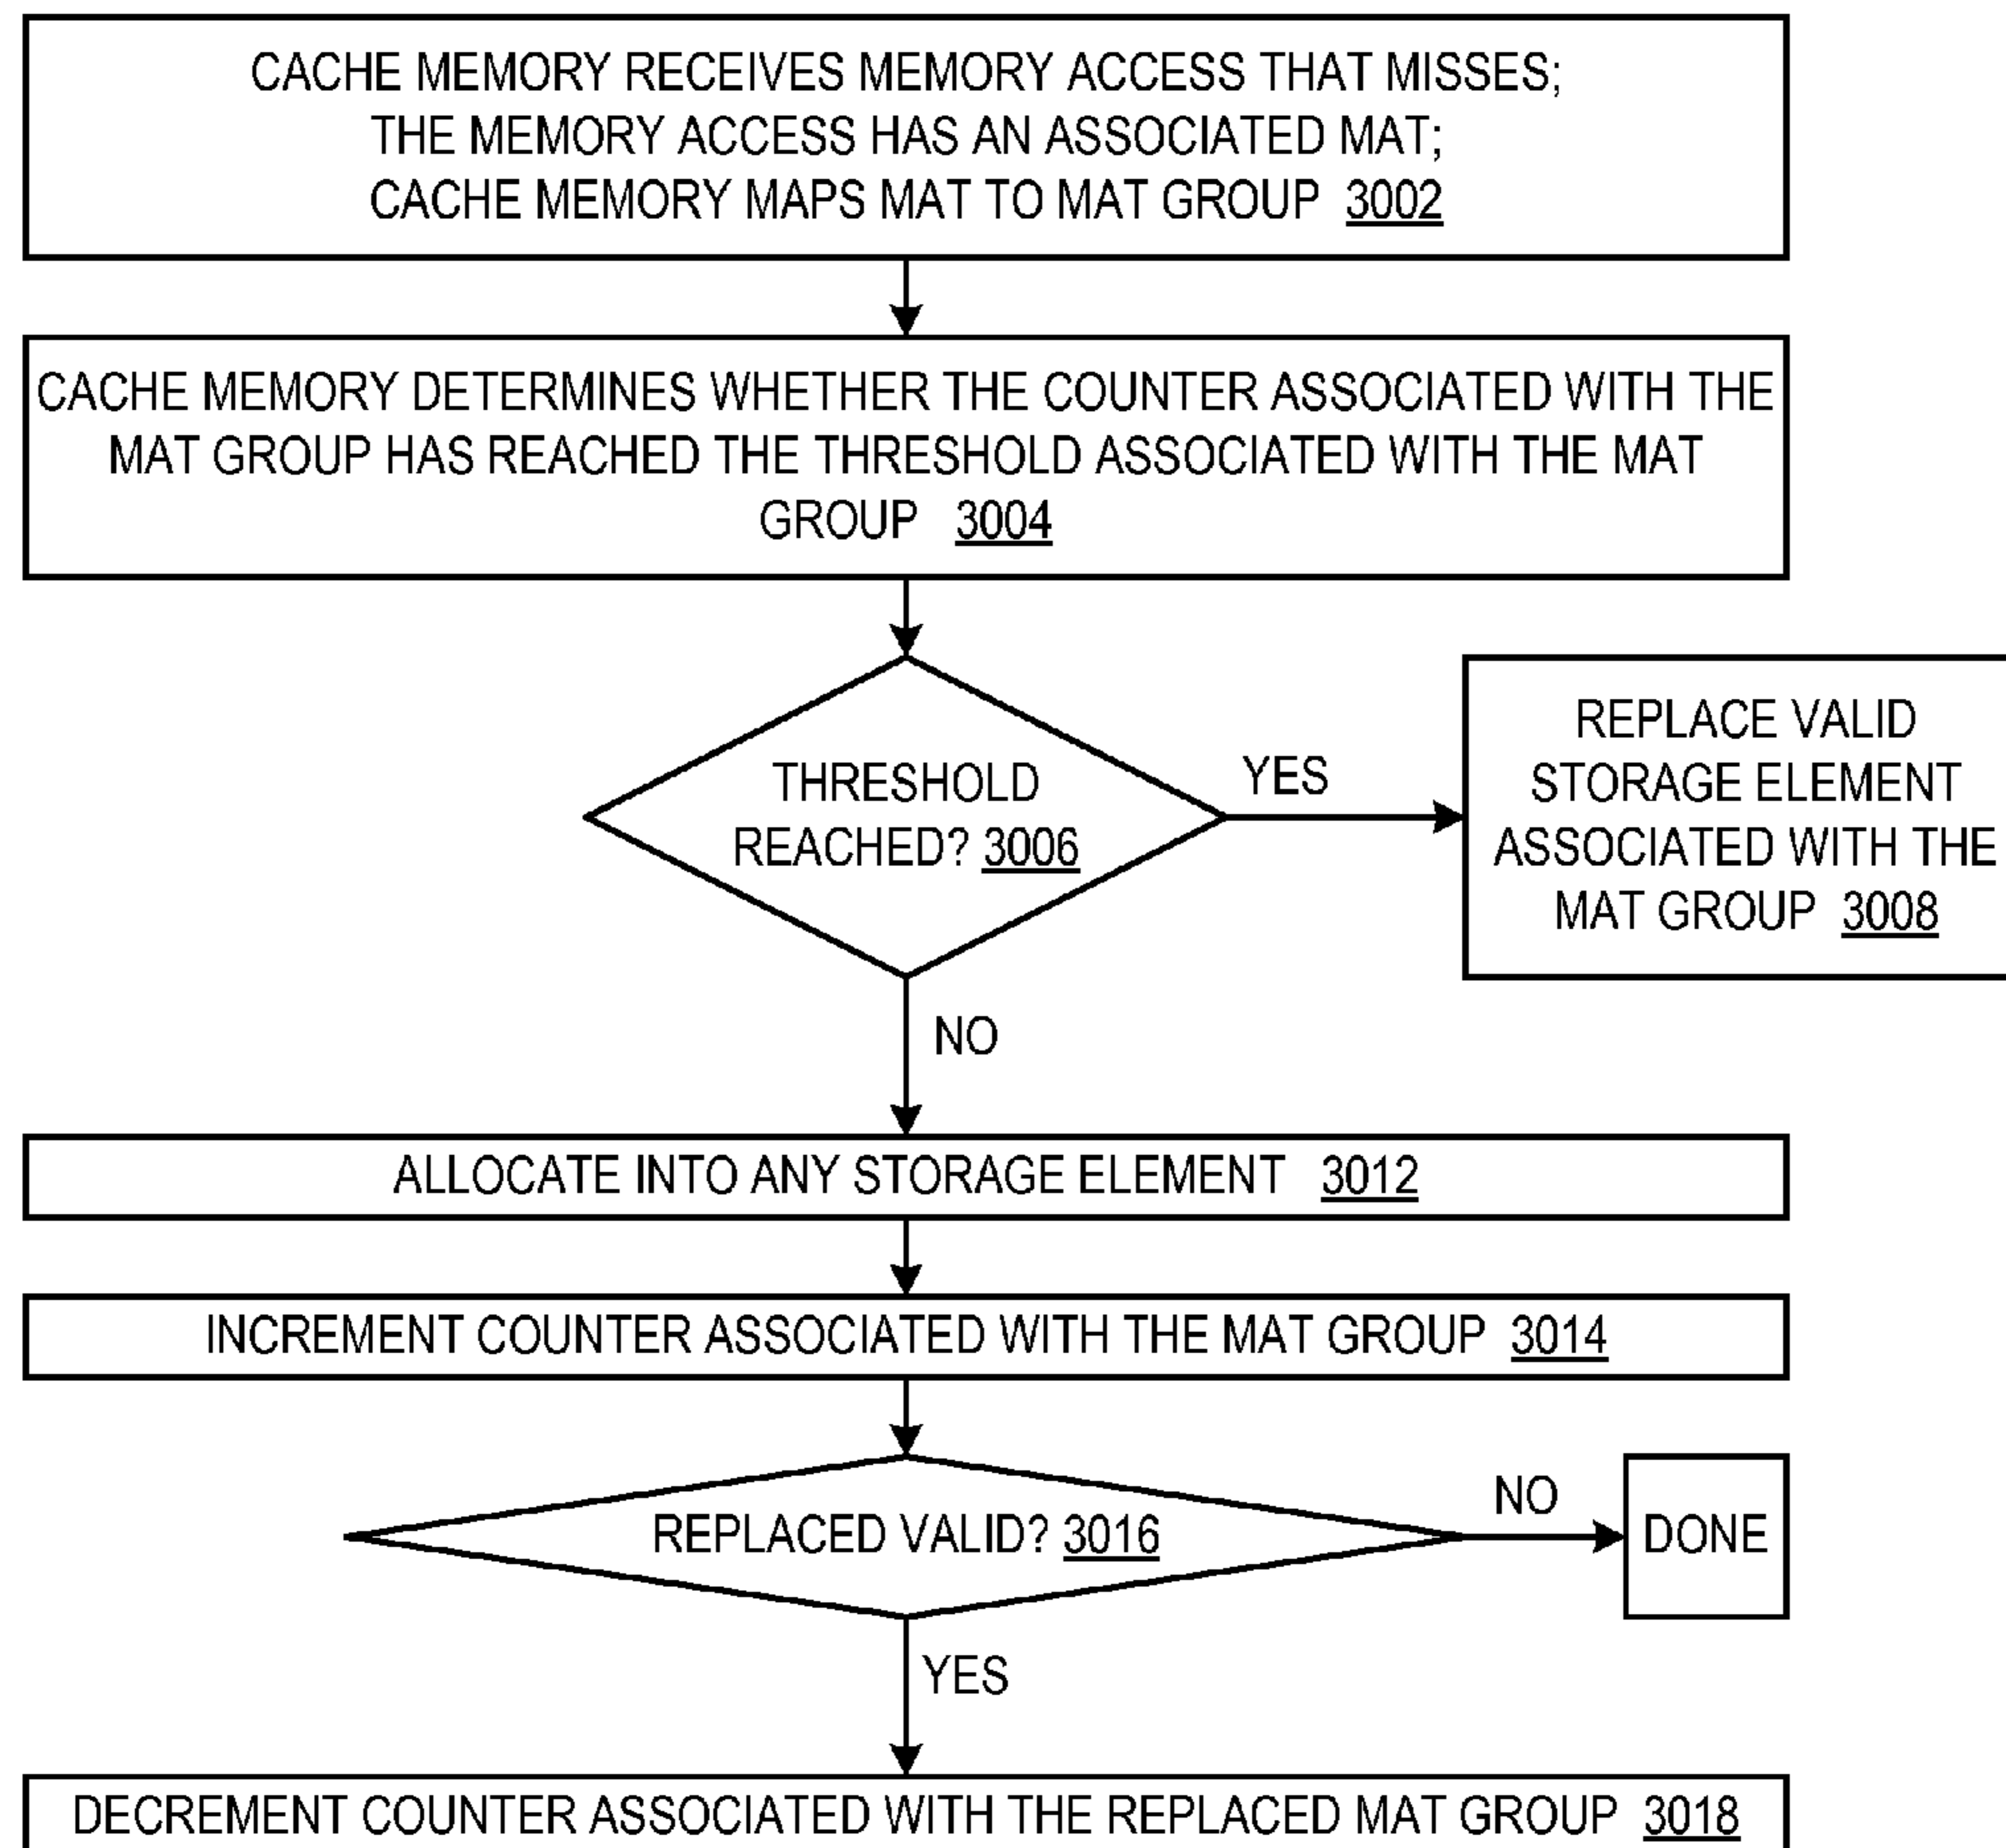 CACHE MEMORY RECEIVES MEMORY ACCESS THAT MISSES;
THE MEMORY ACCESS HAS AN ASSOCIATED MAT;
CACHE MEMORY MAPS MAT TO MAT GROUP 3002
CACHE MEMORY DETERMINES WHETHER THE COUNTER ASSOCIATED WITH THE
MAT GROUP HAS REACHED THE THRESHOLD ASSOCIATED WITH THE MAT
GROUP 3004
THRESHOLD
REACHED? 3006
YES
REPLACE VALID
STORAGE ELEMENT
ASSOCIATED WITH THE
MAT GROUP 3008
NO
ALLOCATE INTO ANY STORAGE ELEMENT 3012
INCREMENT COUNTER ASSOCIATED WITH THE MAT GROUP 3014
REPLACED VALID? 3016
NO
DONE
YES
DECREMENT COUNTER ASSOCIATED WITH THE REPLACED MAT GROUP 3018